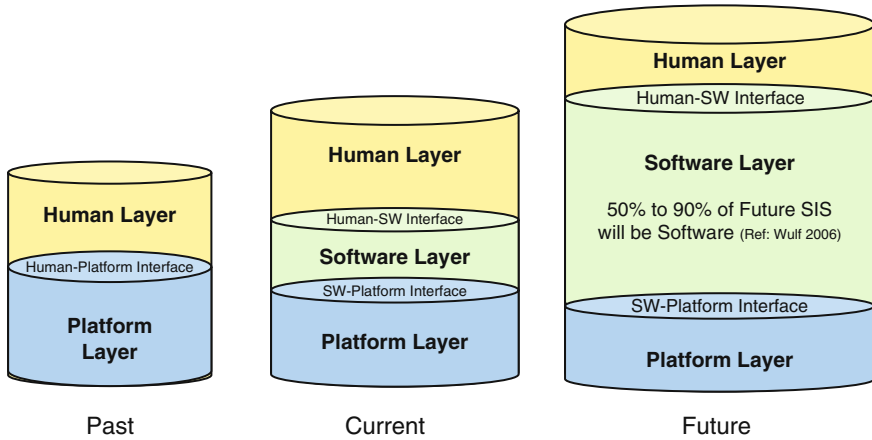 Human Layer
Human-Platform Interface
Platform
Layer
Past
Human Layer
Human-SW Interface
Software Layer
SW-Platform Interface
Platform Layer
Current
Human Layer
Human-SW Interface
Software Layer
50% to 90% of Future SIS
will be Software (Ref: Wulf 2006)
SW-Platform Interface
Platform Layer
Future